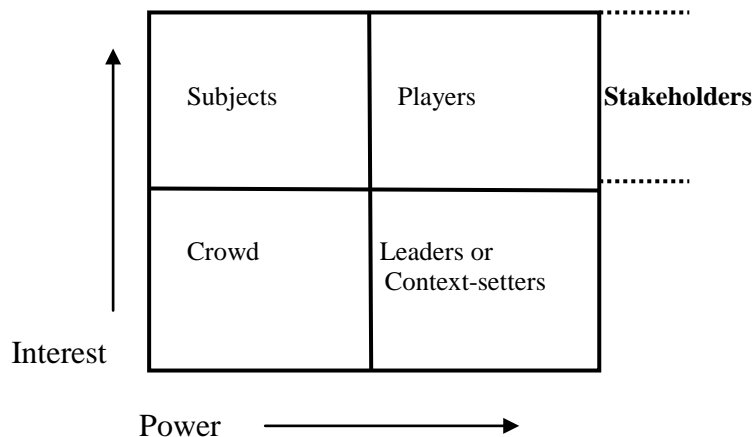 Subjects
Players
Stakeholders
Crowd
Leaders or
Context-setters
Interest
Power